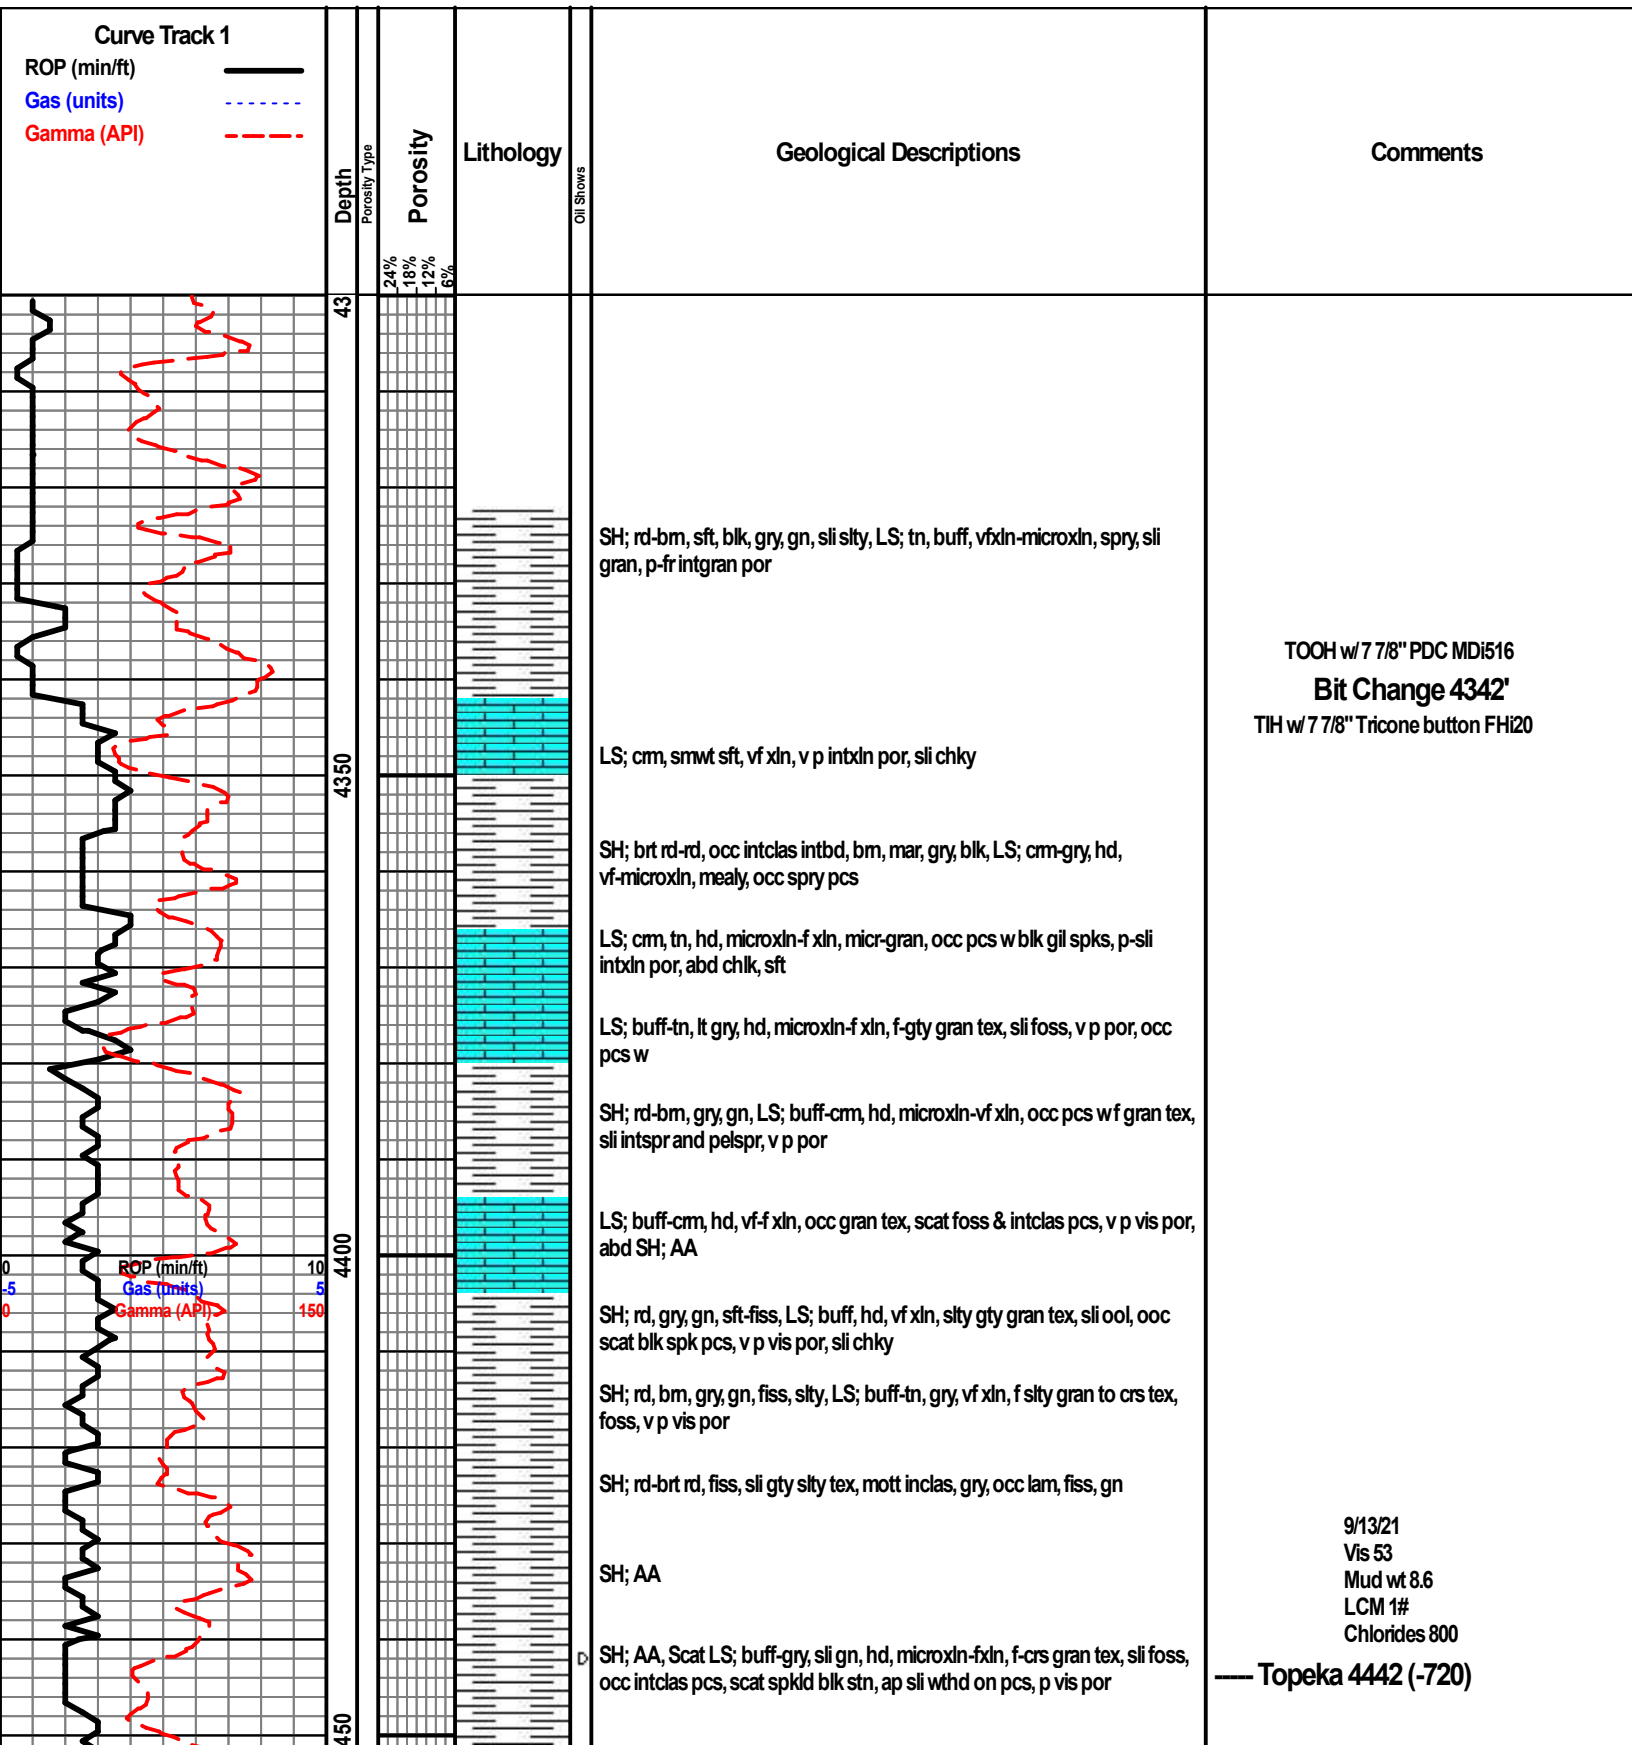 Curve Track 1
ROP (min/ft)
Gas (units)
Gamma (API)
Depth
Porosity Type
Porosity
24%
18%
12%
6%
Lithology
Oil Shows
Geological Descriptions
Comments
43
SH; rd-brn, sft, blk, gry, gn, sli slty, LS; tn, buff, vfxln-microxln, spry, sli
gran, p-fr intgran por
TOOH w/ 7 7/8" PDC MDi516
Bit Change 4342'
TIH w/ 7 7/8" Tricone button FHi20
4350
LS; crm, smwt sft, vf xln, v p intxln por, sli chky
SH; brt rd-rd, occ intclas intbd, brn, mar, gry, blk, LS; crm-gry, hd,
vf-microxln, mealy, occ spry pcs
LS; crm, tn, hd, microxln-f xln, micr-gran, occ pcs w blk gil spks, p-sli
intxln por, abd chlk, sft
LS; buff-tn, lt gry, hd, microxln-f xln, f-gty gran tex, sli foss, v p por, occ
pcs w
SH; rd-brn, gry, gn, LS; buff-crm, hd, microxln-vf xln, occ pcs w f gran tex,
sli intspr and pelspr, v p por
LS; buff-crm, hd, vf-f xln, occ gran tex, scat foss & intclas pcs, v p vis por,
abd SH; AA
4400
0 ROP (min/ft) 10
-5 Gas (units) 5
0 Gamma (API) 150
SH; rd, gry, gn, sft-fiss, LS; buff, hd, vf xln, slty gty gran tex, sli ool, ooc
scat blk spk pcs, v p vis por, sli chky
SH; rd, brn, gry, gn, fiss, slty, LS; buff-tn, gry, vf xln, f slty gran to crs tex,
foss, v p vis por
SH; rd-brt rd, fiss, sli gty slty tex, mott inclas, gry, occ lam, fiss, gn
SH; AA
9/13/21
Vis 53
Mud wt 8.6
LCM 1#
Chlorides 800
SH; AA, Scat LS; buff-gry, sli gn, hd, microxln-fxln, f-crs gran tex, sli foss,
occ intclas pcs, scat spkld blk stn, ap sli wthd on pcs, p vis por
----- Topeka 4442 (-720)
450